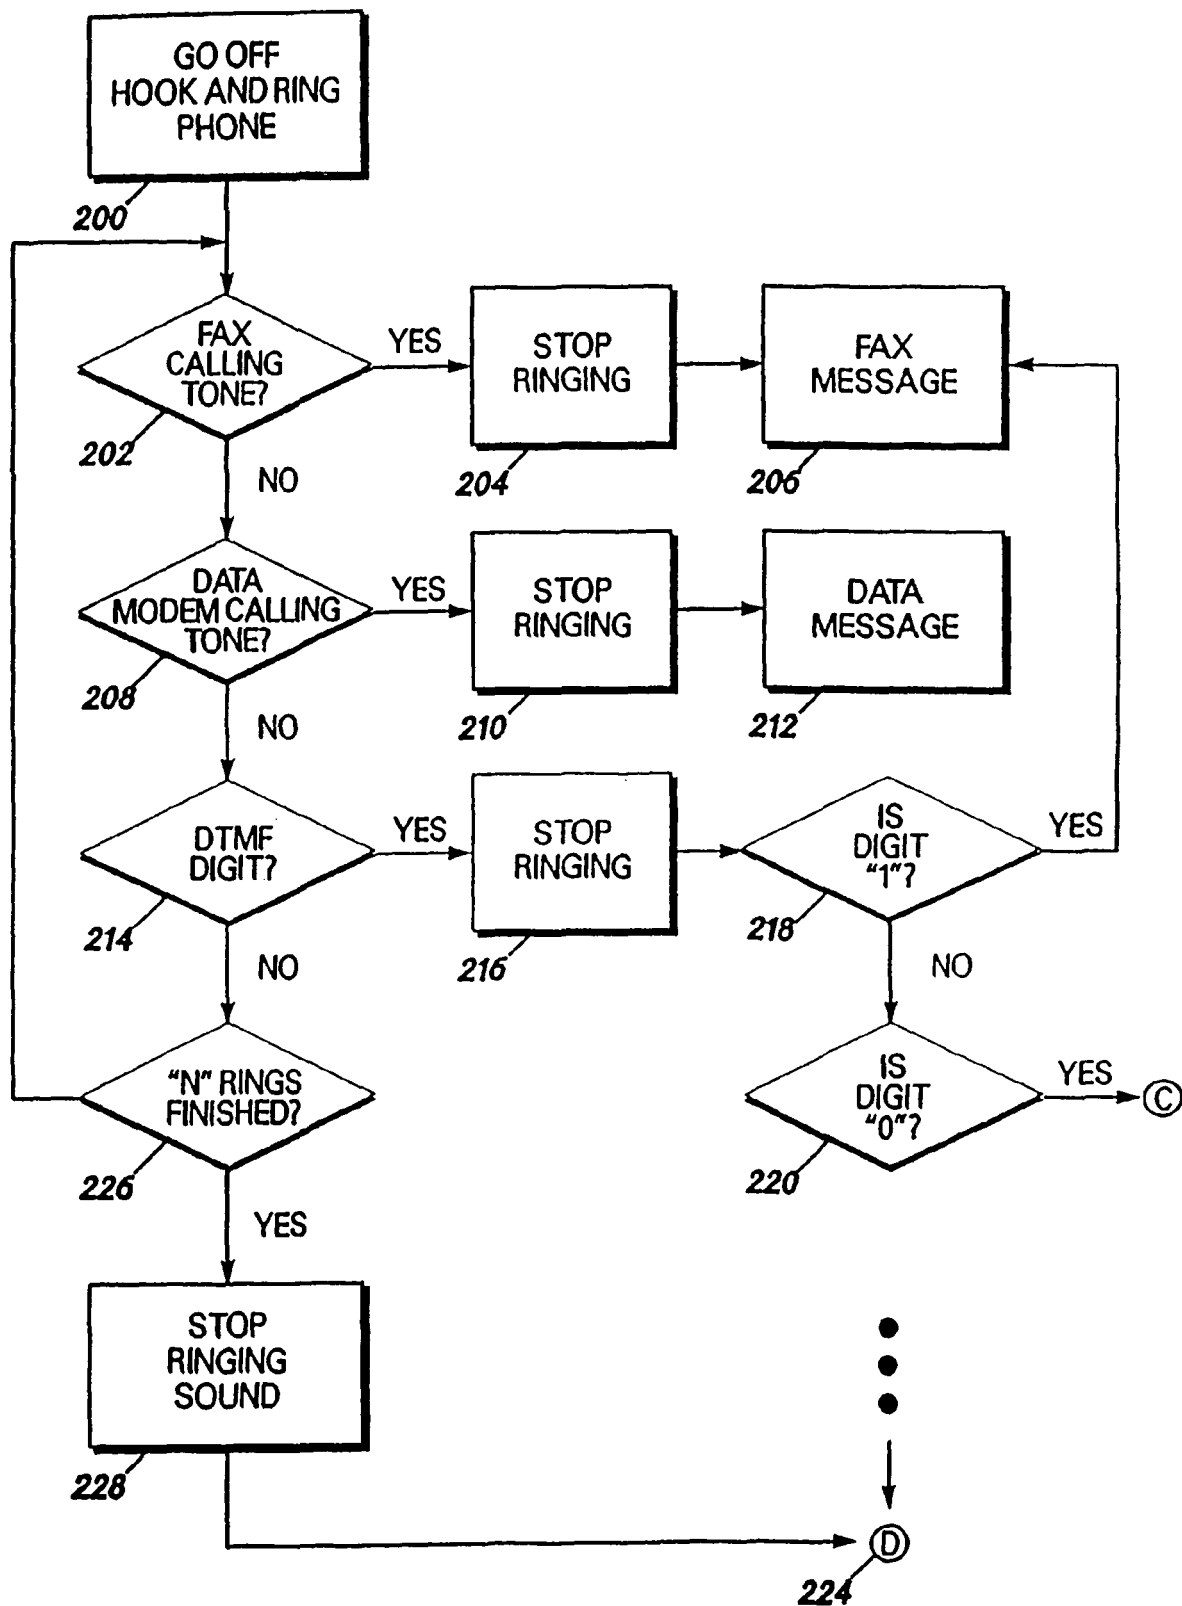 GO OFF
HOOK AND RING
PHONE
200
FAX
CALLING
TONE?
202
YES
STOP
RINGING
204
FAX
MESSAGE
206
NO
DATA
MODEM CALLING
TONE?
208
YES
STOP
RINGING
210
DATA
MESSAGE
212
NO
DTMF
DIGIT?
214
YES
STOP
RINGING
216
IS
DIGIT
"1"?
218
YES
NO
NO
"N" RINGS
FINISHED?
226
IS
DIGIT
"0"?
220
YES
C
YES
STOP
RINGING
SOUND
228
D
224